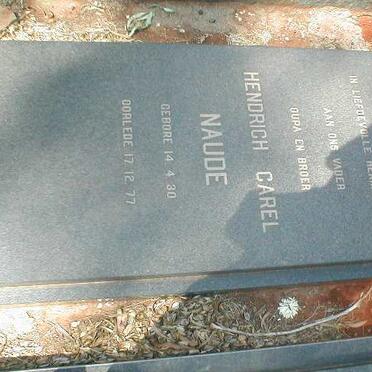 IN LIEFDEVOLLE
AAN ONS VADER
OUPA EN BROER
HENDRICH CAREL
NAUDE
GEBORE 14. 4. 30
OORLEDE 17. 12. 77